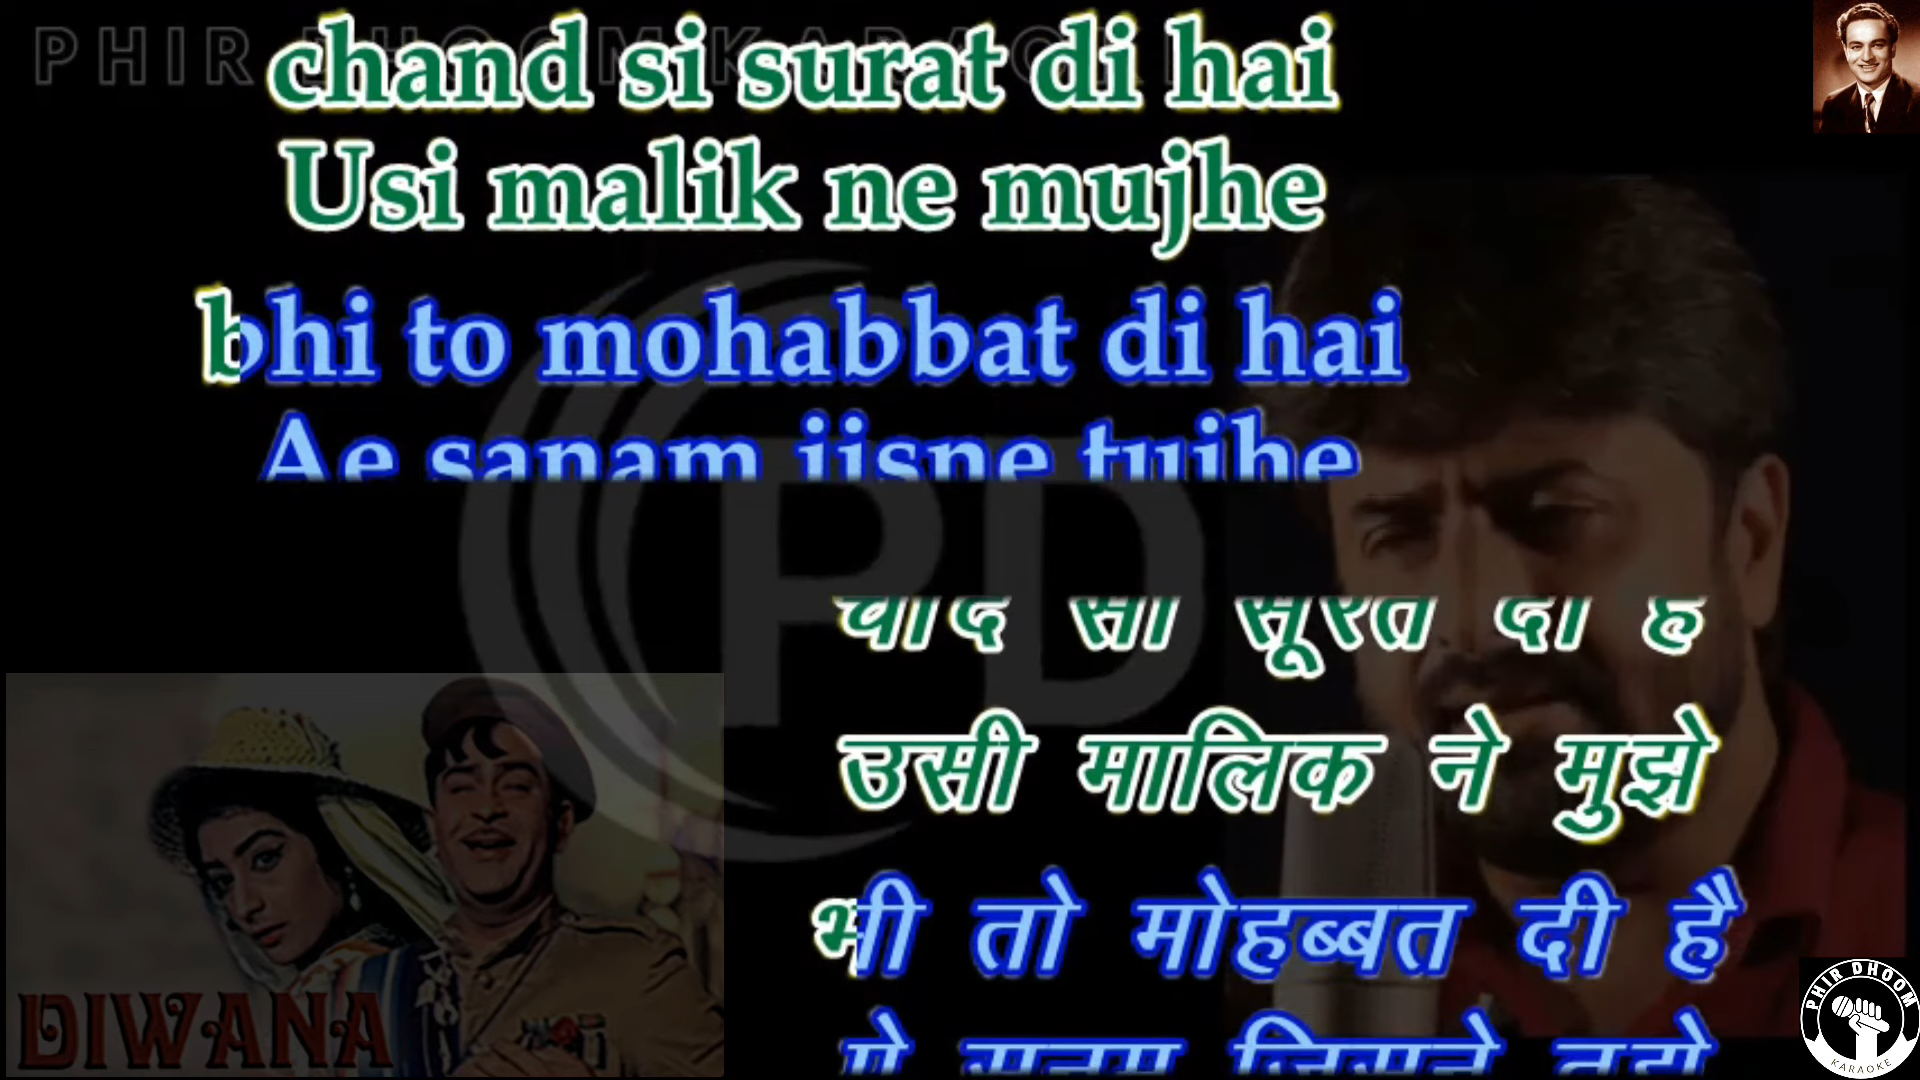 PHIR DHOOM KARAOKE
chand si surat di hai
Usi malik ne mujhe
bhi to mohabbat di hai
Ae sanam jisne tujhe
चाँद सी सूरत दी है
उसी मालिक ने मुझे
भी तो मोहब्बत दी है
ऐ सनम जिसने तुझे
PD
DIWANA
PHIR DHOOM
KARAOKE